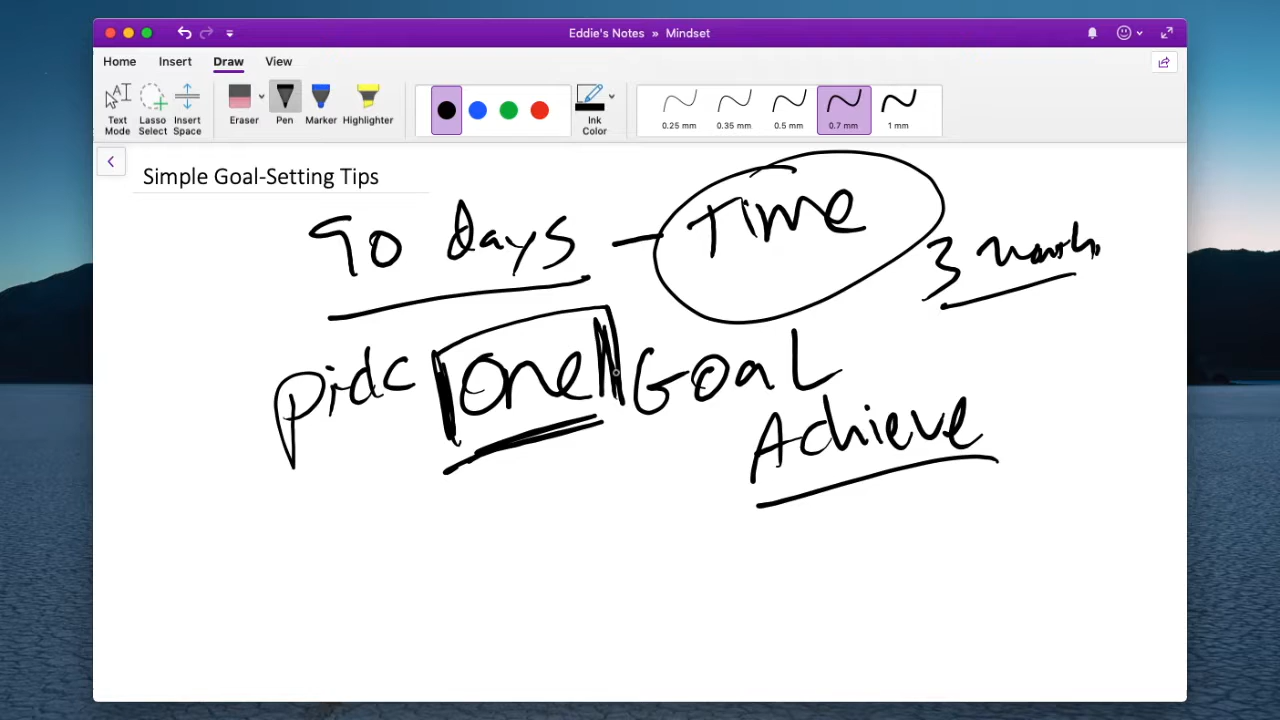 Eddie's Notes » Mindset
Home Insert Draw View
Text Mode Lasso Select Insert Space Eraser Pen Marker Highlighter Ink Color 0.25 mm 0.35 mm 0.5 mm 0.7 mm 1 mm
Simple Goal-Setting Tips
90 days - Time
3 months
pick one Goal
Achieve